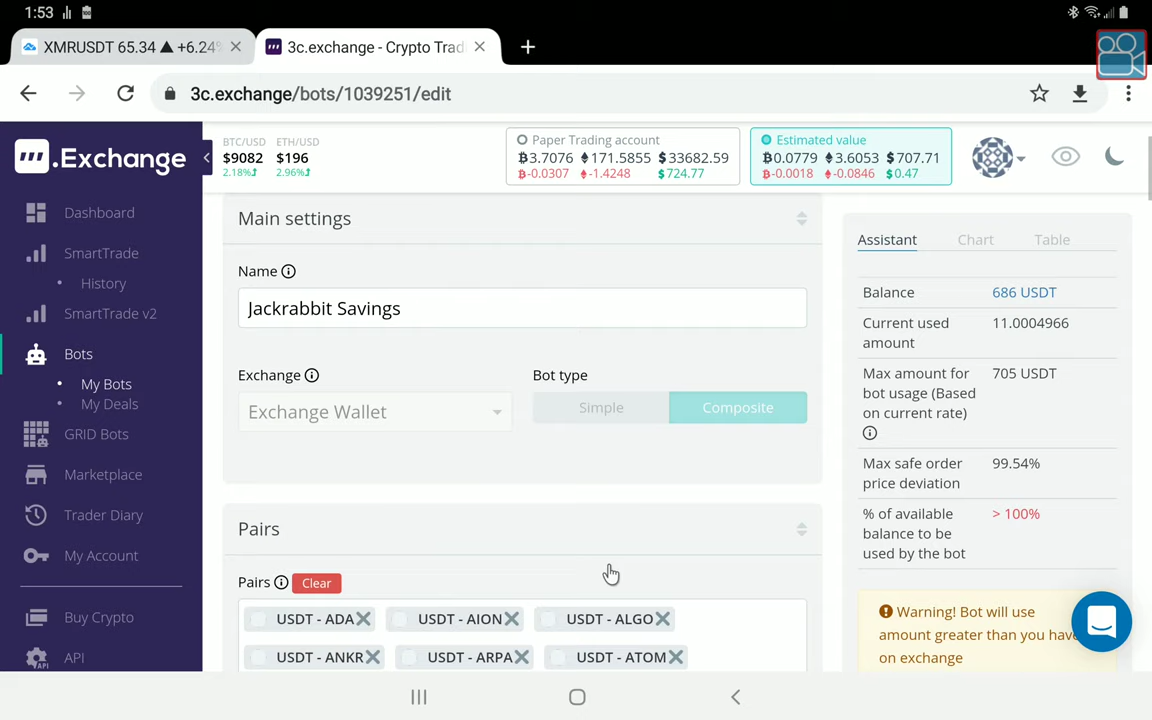 1:53
XMRUSDT 65.34 ▲ +6.24%
3c.exchange - Crypto Trad
3c.exchange/bots/1039251/edit
.Exchange
BTC/USD ETH/USD
$9082 $196
2.18% 2.96%
Paper Trading account
3.7076 171.5855 $33682.59
-0.0307 -1.4248 $724.77
Estimated value
0.0779 3.6053 $707.71
-0.0018 -0.0846 $0.47
Dashboard
SmartTrade
History
SmartTrade v2
Bots
My Bots
My Deals
GRID Bots
Marketplace
Trader Diary
My Account
Buy Crypto
API
Main settings
Name
Jackrabbit Savings
Exchange
Exchange Wallet
Bot type
Simple Composite
Pairs
Pairs Clear
USDT - ADA USDT - AION USDT - ALGO
USDT - ANKR USDT - ARPA USDT - ATOM
Assistant Chart Table
Balance 686 USDT
Current used amount 11.0004966
Max amount for bot usage (Based on current rate) 705 USDT
Max safe order price deviation 99.54%
% of available balance to be used by the bot > 100%
Warning! Bot will use
amount greater than you have
on exchange